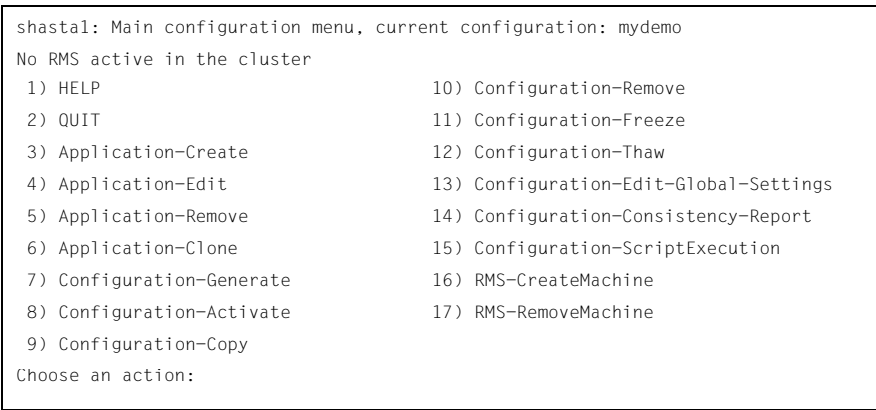 shasta1: Main configuration menu, current configuration: mydemo
No RMS active in the cluster
1) HELP 10) Configuration-Remove
2) QUIT 11) Configuration-Freeze
3) Application-Create 12) Configuration-Thaw
4) Application-Edit 13) Configuration-Edit-Global-Settings
5) Application-Remove 14) Configuration-Consistency-Report
6) Application-Clone 15) Configuration-ScriptExecution
7) Configuration-Generate 16) RMS-CreateMachine
8) Configuration-Activate 17) RMS-RemoveMachine
9) Configuration-Copy
Choose an action: